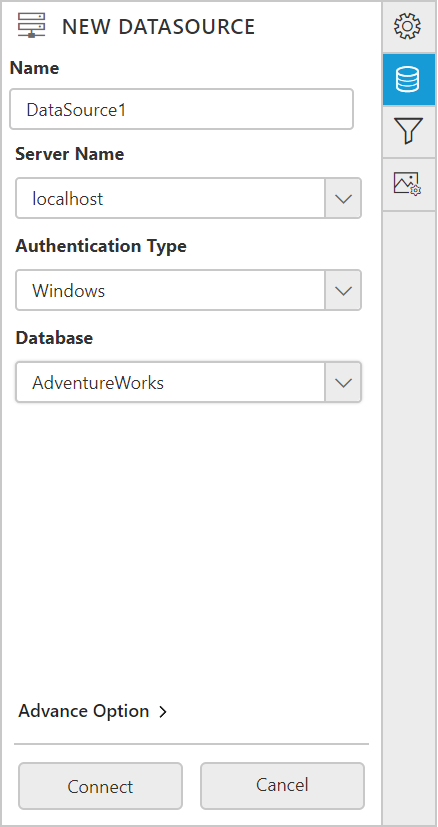 NEW DATASOURCE
Name
DataSource1
Server Name
localhost
Authentication Type
Windows
Database
AdventureWorks
Advance Option
Connect
Cancel